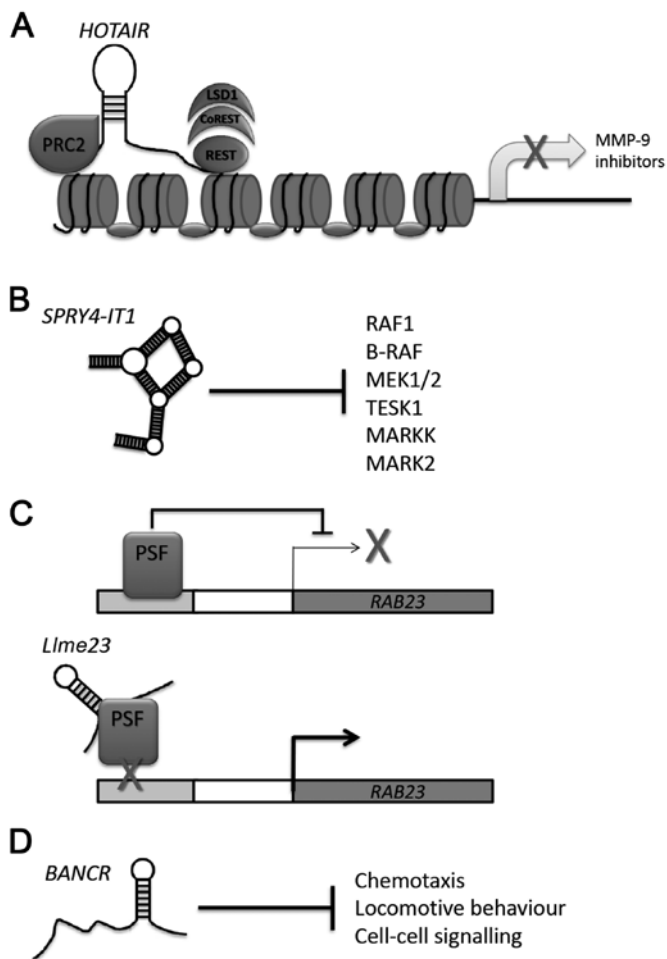 A
HOTAIR
LSD1
CoREST
PRC2
REST
X
MMP-9
inhibitors
B
SPRY4-IT1
RAF1
B-RAF
MEK1/2
TESK1
MARKK
MARK2
C
PSF
X
RAB23
Llme23
PSF
X
RAB23
D
BANCR
Chemotaxis
Locomotive behaviour
Cell-cell signalling